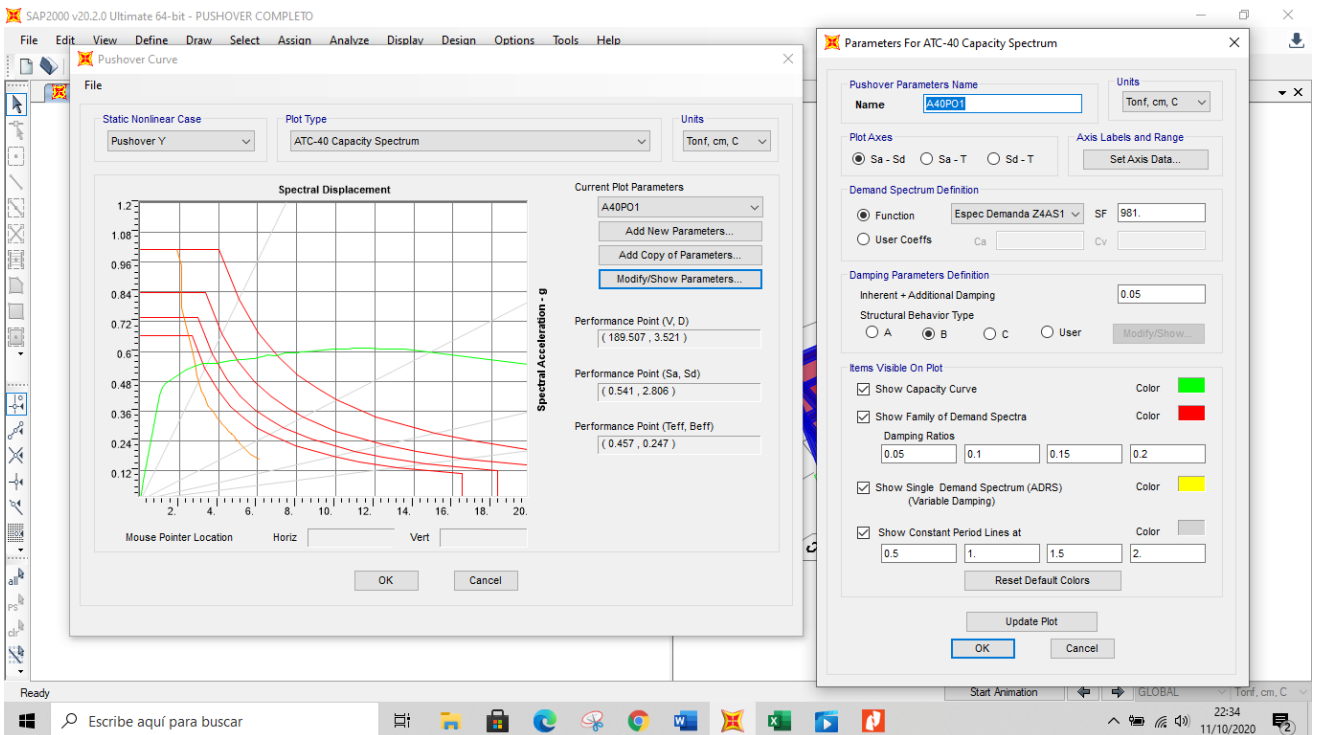 SAP2000 v20.2.0 Ultimate 64-bit - PUSHOVER COMPLETO
File Edit View Define Draw Select Assign Analyze Display Design Options Tools Help
Pushover Curve
File
Static Nonlinear Case
Pushover Y
Plot Type
ATC-40 Capacity Spectrum
Units
Tonf, cm, C
Spectral Displacement
1.2
1.08
0.96
0.84
0.72
0.6
0.48
0.36
0.24
0.12
2. 4. 6. 8. 10. 12. 14. 16. 18. 20.
Spectral Acceleration - g
Mouse Pointer Location Horiz Vert
Current Plot Parameters
A40PO1
Add New Parameters...
Add Copy of Parameters...
Modify/Show Parameters...
Performance Point (V, D)
( 189.507 , 3.521 )
Performance Point (Sa, Sd)
( 0.541 , 2.806 )
Performance Point (Teff, Beff)
( 0.457 , 0.247 )
OK Cancel
Parameters For ATC-40 Capacity Spectrum
Pushover Parameters Name
Name A40PO1
Units
Tonf, cm, C
Plot Axes
Sa - Sd Sa - T Sd - T
Axis Labels and Range
Set Axis Data...
Demand Spectrum Definition
Function Espec Demanda Z4AS1 SF 981.
User Coeffs Ca Cv
Damping Parameters Definition
Inherent + Additional Damping 0.05
Structural Behavior Type
A B C User Modify/Show...
Items Visible On Plot
Show Capacity Curve Color
Show Family of Demand Spectra Color
Damping Ratios
0.05 0.1 0.15 0.2
Show Single Demand Spectrum (ADRS) Color
(Variable Damping)
Show Constant Period Lines at Color
0.5 1. 1.5 2.
Reset Default Colors
Update Plot
OK Cancel
all
ps
clr
Ready
Start Animation GLOBAL Tonf, cm, C
Escribe aquí para buscar
22:34
11/10/2020
2